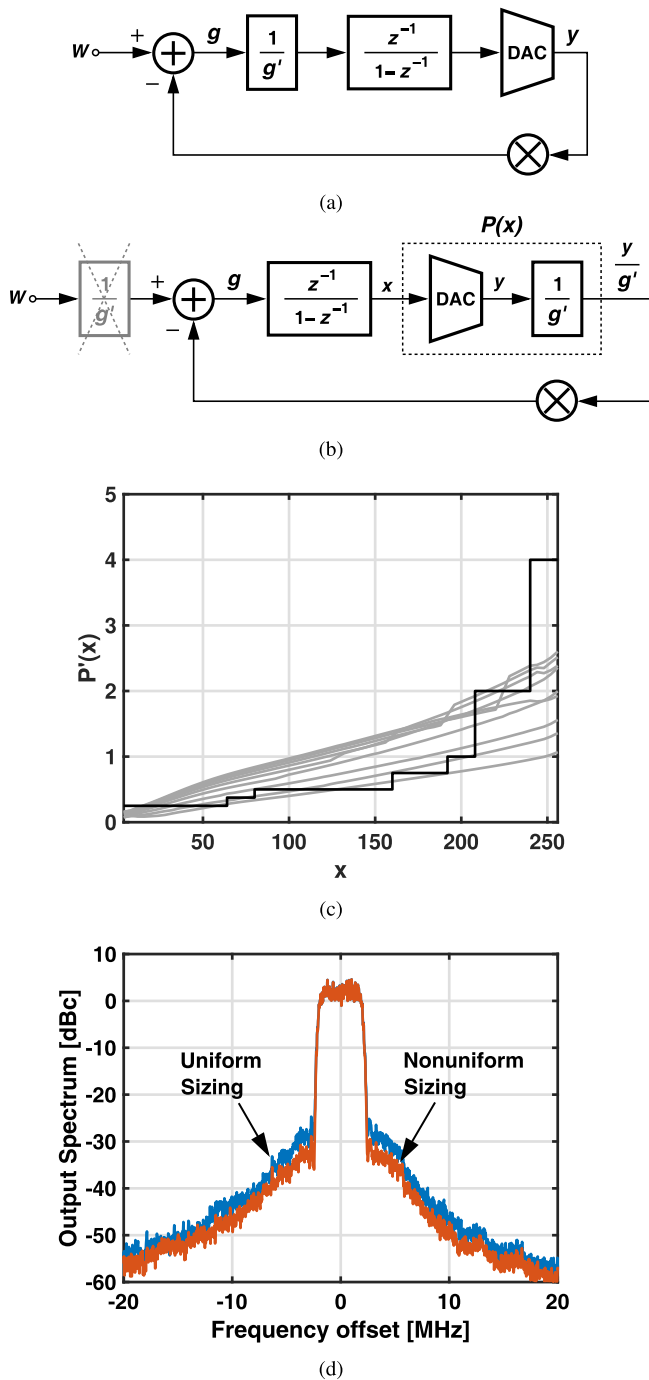 w + g 1 z⁻¹ DAC y
− g' 1− z⁻¹
(a)
P(x)
w 1 + g z⁻¹ x DAC y 1 y
g' − 1− z⁻¹ g' g'
(b)
5
4
3
2
1
0
P'(x)
50 100 150 200 250
x
(c)
10
0
-10
-20
-30
-40
-50
-60
Output Spectrum [dBc]
Uniform
Sizing
Nonuniform
Sizing
-20 -10 0 10 20
Frequency offset [MHz]
(d)